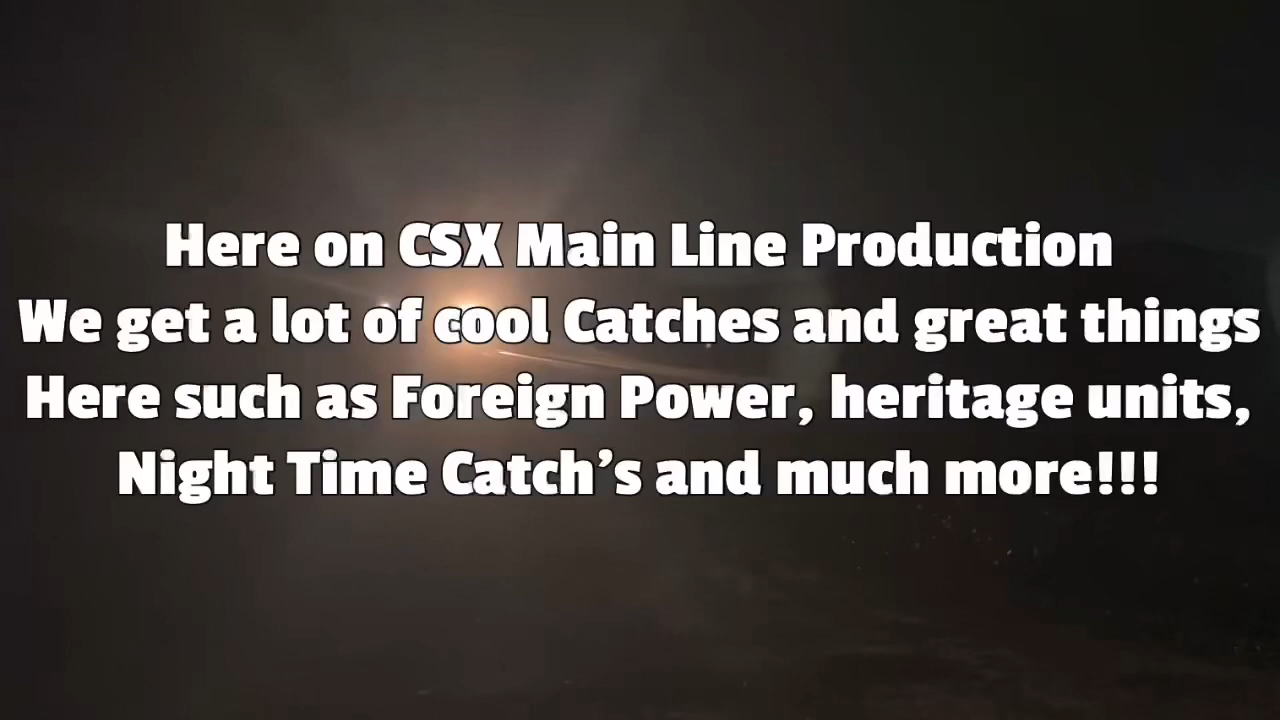 Here on CSX Main Line Production
We get a lot of cool Catches and great things
Here such as Foreign Power, heritage units,
Night Time Catch's and much more!!!